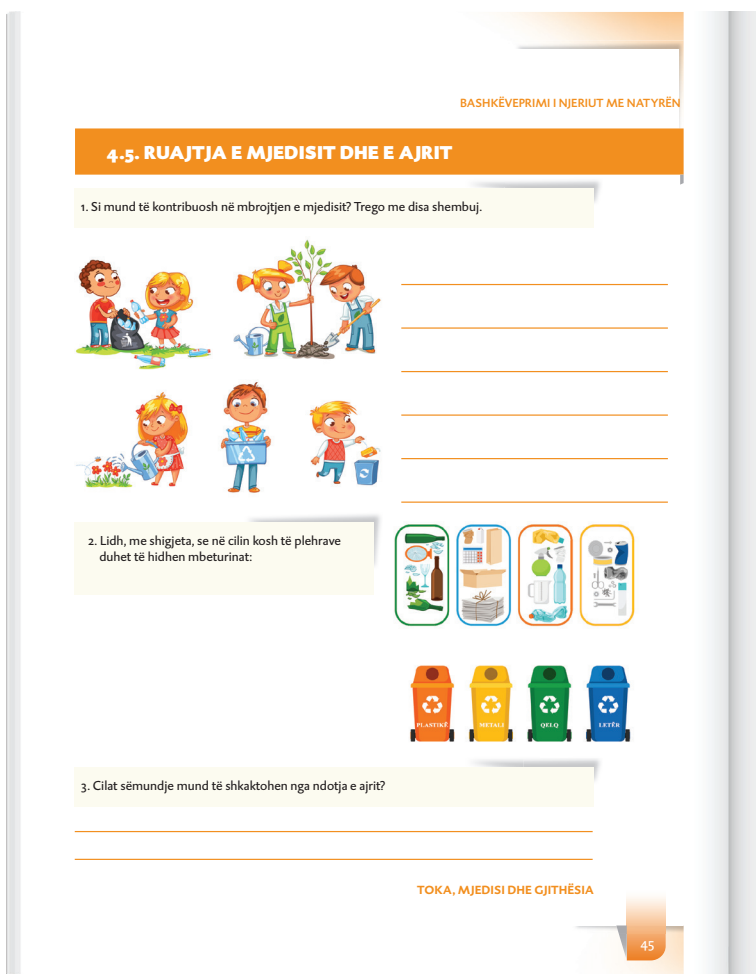 BASHKËVEPRIMI I NJERIUT ME NATYRËN
4.5. RUAJTJA E MJEDISIT DHE E AJRIT
1. Si mund të kontribuosh në mbrojtjen e mjedisit? Trego me disa shembuj.
2. Lidh, me shigjeta, se në cilin kosh të plehrave
duhet të hidhen mbeturinat:
PLASTIKË
METALI
QELQ
LETËR
3. Cilat sëmundje mund të shkaktohen nga ndotja e ajrit?
TOKA, MJEDISI DHE GJITHËSIA
45